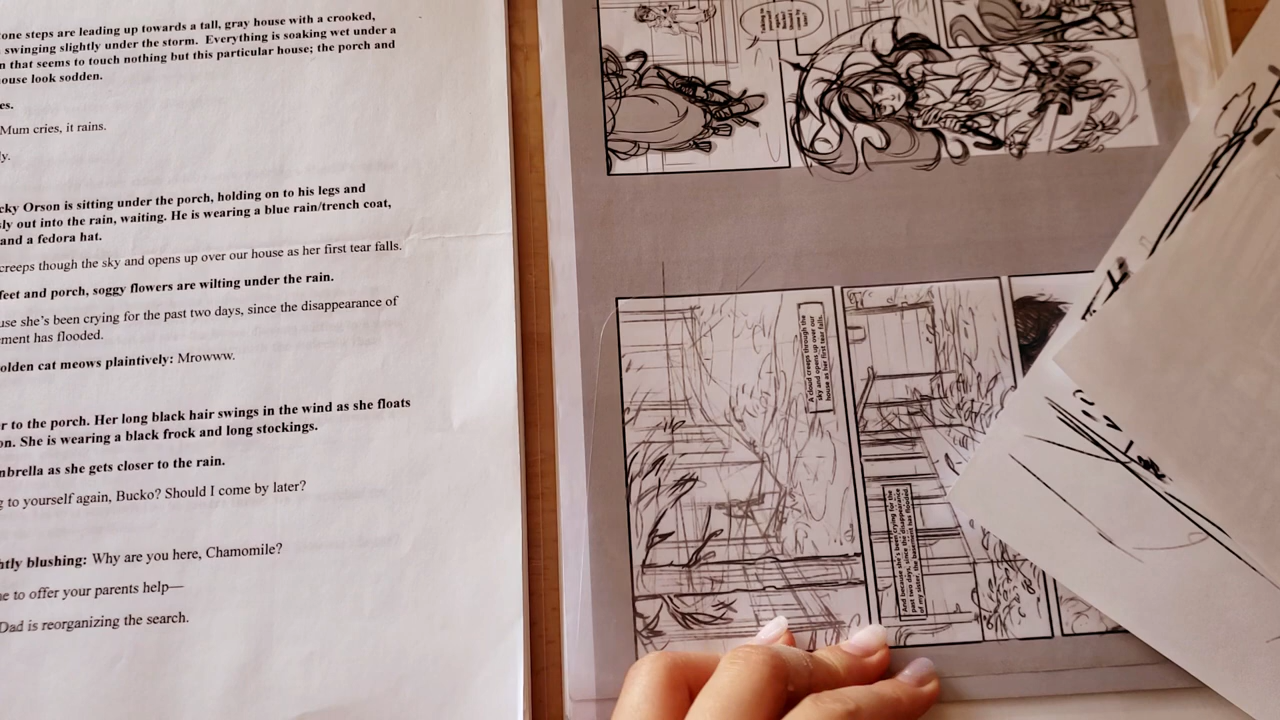 one steps are leading up towards a tall, gray house with a crooked,
swinging slightly under the storm. Everything is soaking wet under a
n that seems to touch nothing but this particular house; the porch and
ouse look sodden.
es.
Mum cries, it rains.
ly.
cky Orson is sitting under the porch, holding on to his legs and
sly out into the rain, waiting. He is wearing a blue rain/trench coat,
and a fedora hat.
creeps though the sky and opens up over our house as her first tear falls.
feet and porch, soggy flowers are wilting under the rain.
use she's been crying for the past two days, since the disappearance of
ement has flooded.
olden cat meows plaintively: Mrowww.
r to the porch. Her long black hair swings in the wind as she floats
on. She is wearing a black frock and long stockings.
mbrella as she gets closer to the rain.
g to yourself again, Bucko? Should I come by later?
htly blushing: Why are you here, Chamomile?
e to offer your parents help—
Dad is reorganizing the search.
A cloud creeps through the
sky and opens up over our
house as her first tear falls.
And because she's been crying for the
past two days, since the disappearance
of my sister, the basement has flooded